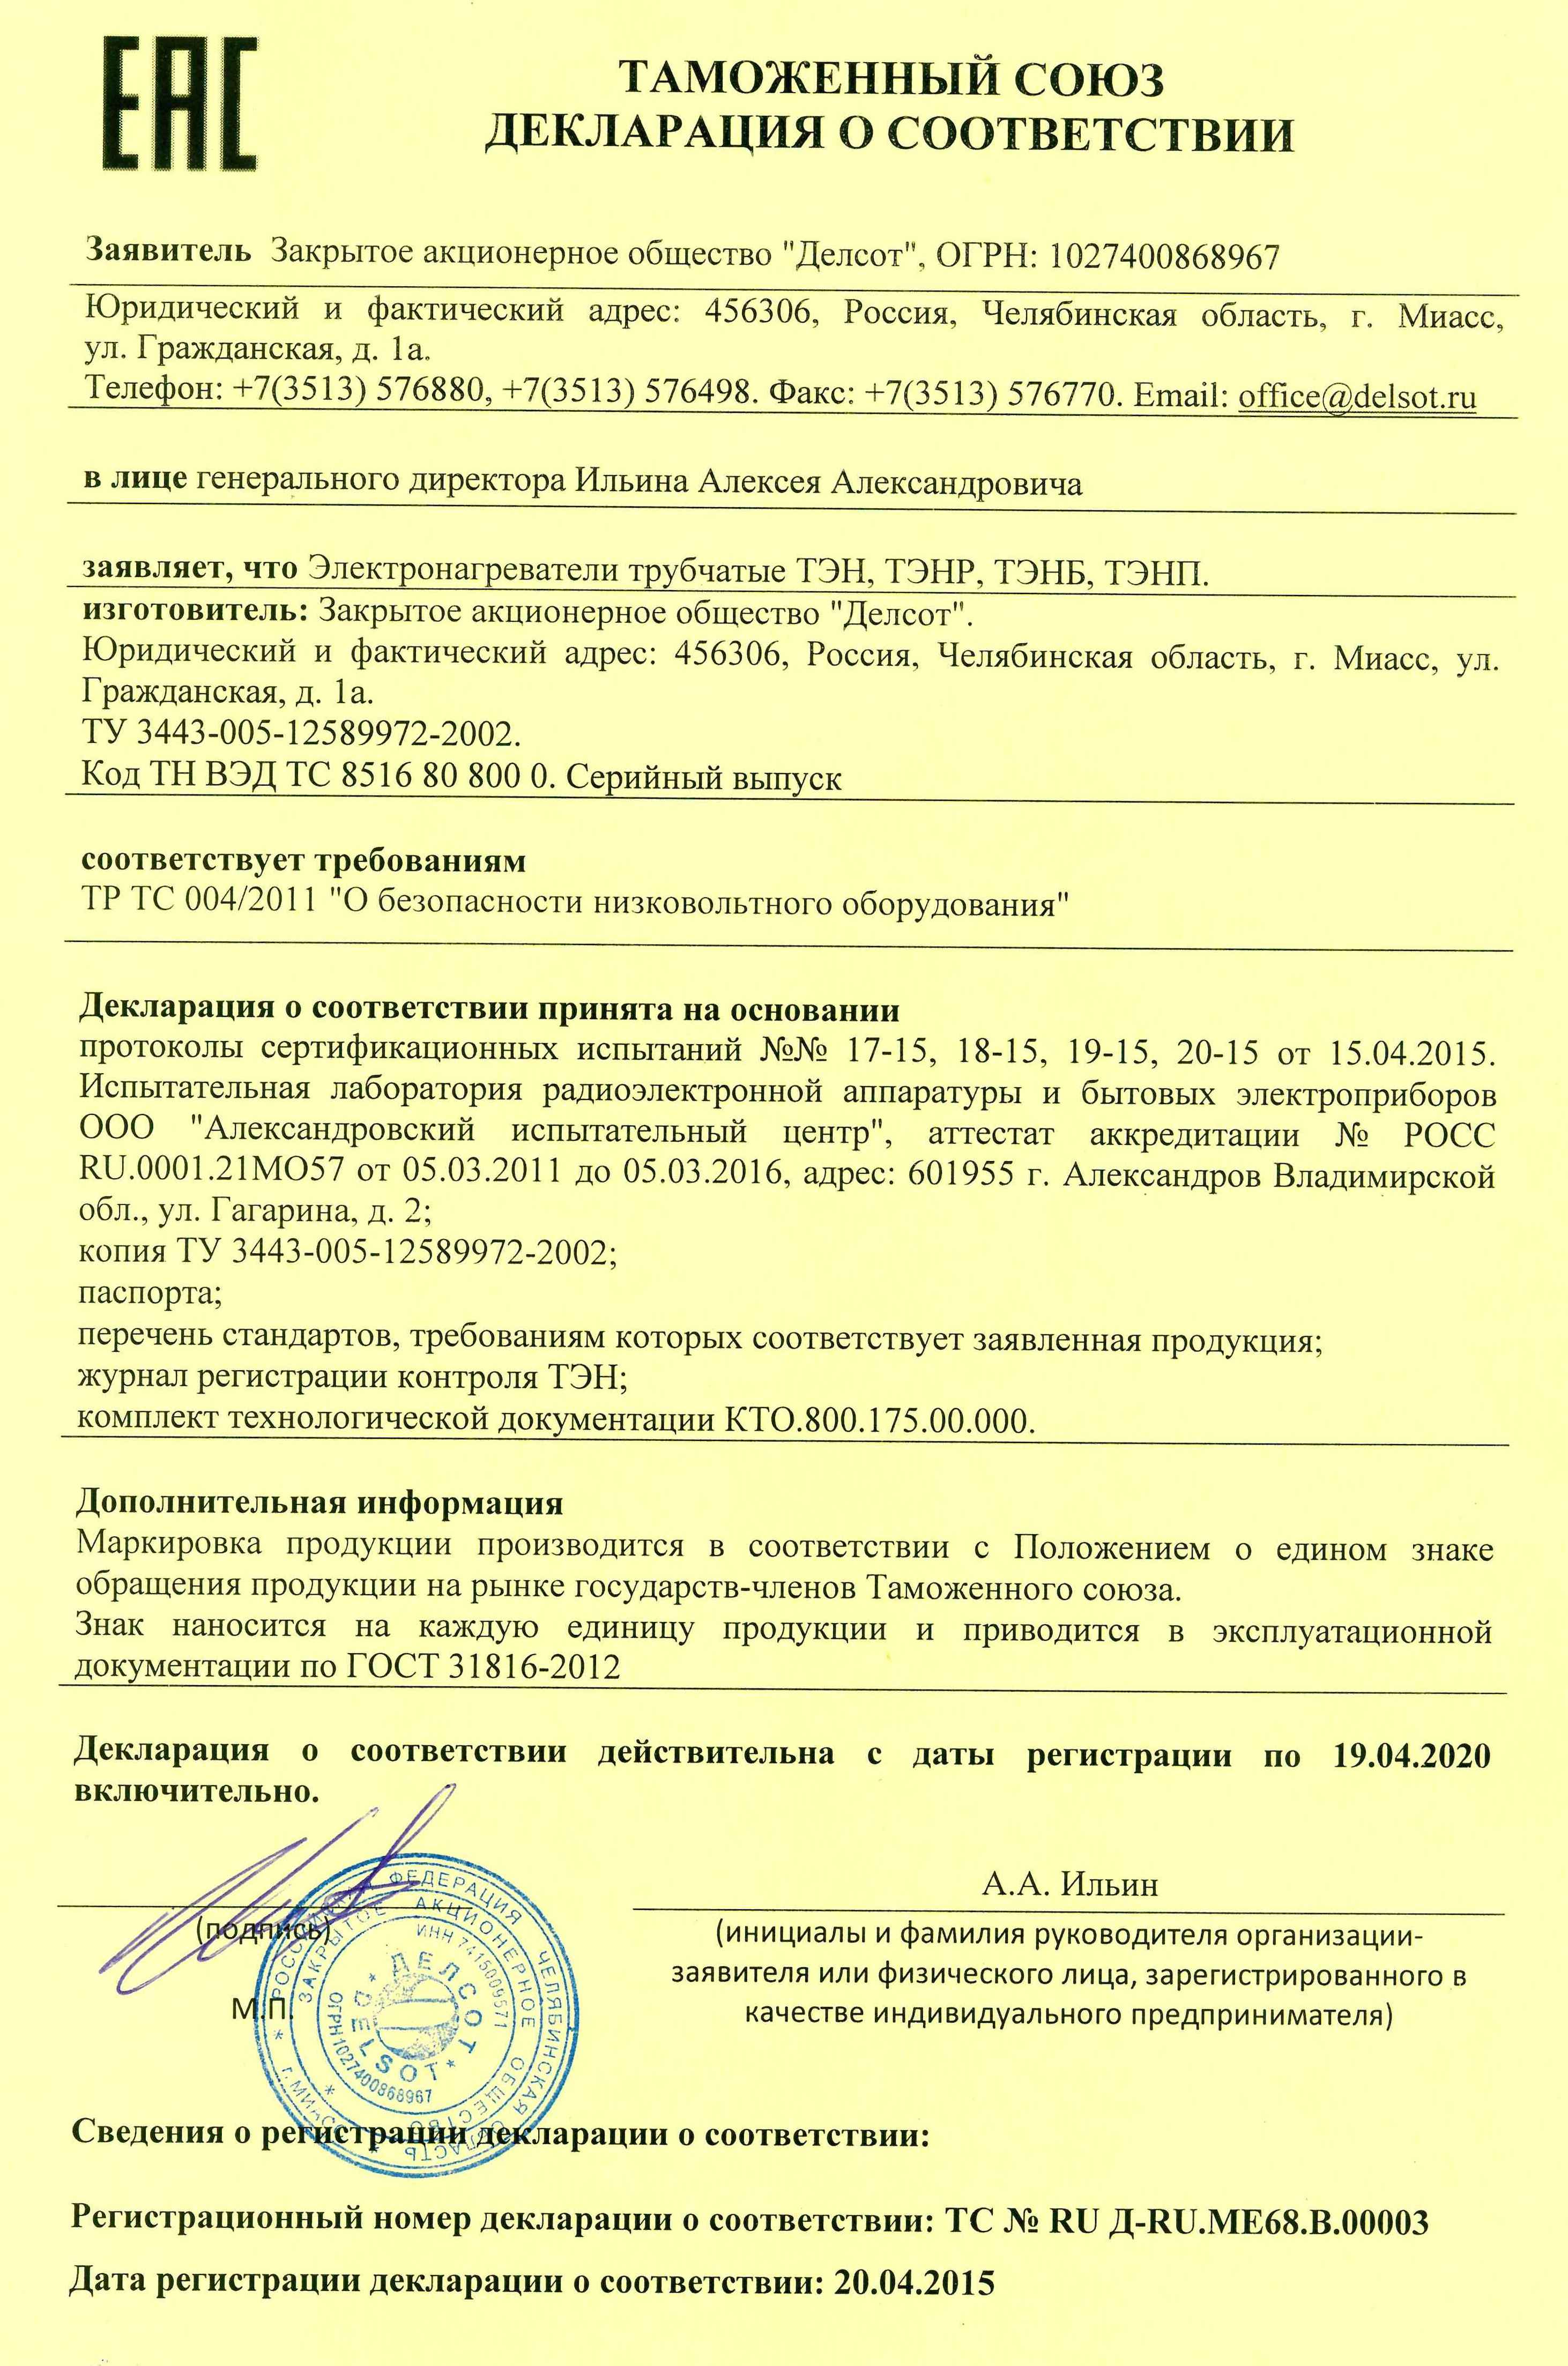 ЕАС
ТАМОЖЕННЫЙ СОЮЗ
ДЕКЛАРАЦИЯ О СООТВЕТСТВИИ
Заявитель Закрытое акционерное общество "Делсот", ОГРН: 1027400868967
Юридический и фактический адрес: 456306, Россия, Челябинская область, г. Миасс,
ул. Гражданская, д. 1а.
Телефон: +7(3513) 576880, +7(3513) 576498. Факс: +7(3513) 576770. Email: office@delsot.ru
в лице генерального директора Ильина Алексея Александровича
заявляет, что Электронагреватели трубчатые ТЭН, ТЭНР, ТЭНБ, ТЭНП.
изготовитель: Закрытое акционерное общество "Делсот".
Юридический и фактический адрес: 456306, Россия, Челябинская область, г. Миасс, ул.
Гражданская, д. 1а.
ТУ 3443-005-12589972-2002.
Код ТН ВЭД ТС 8516 80 800 0. Серийный выпуск
соответствует требованиям
ТР ТС 004/2011 "О безопасности низковольтного оборудования"
Декларация о соответствии принята на основании
протоколы сертификационных испытаний №№ 17-15, 18-15, 19-15, 20-15 от 15.04.2015.
Испытательная лаборатория радиоэлектронной аппаратуры и бытовых электроприборов
ООО "Александровский испытательный центр", аттестат аккредитации № РОСС
RU.0001.21МО57 от 05.03.2011 до 05.03.2016, адрес: 601955 г. Александров Владимирской
обл., ул. Гагарина, д. 2;
копия ТУ 3443-005-12589972-2002;
паспорта;
перечень стандартов, требованиям которых соответствует заявленная продукция;
журнал регистрации контроля ТЭН;
комплект технологической документации КТО.800.175.00.000.
Дополнительная информация
Маркировка продукции производится в соответствии с Положением о едином знаке
обращения продукции на рынке государств-членов Таможенного союза.
Знак наносится на каждую единицу продукции и приводится в эксплуатационной
документации по ГОСТ 31816-2012
Декларация о соответствии действительна с даты регистрации по 19.04.2020
включительно.
А.А. Ильин
(подпись)
(инициалы и фамилия руководителя организации-
заявителя или физического лица, зарегистрированного в
качестве индивидуального предпринимателя)
М.П.
РОССИЙСКАЯ ФЕДЕРАЦИЯ ЧЕЛЯБИНСКАЯ ОБЛАСТЬ * г. МИАСС *
ЗАКРЫТОЕ АКЦИОНЕРНОЕ ОБЩЕСТВО *
ИНН 7415009571
ОГРН 1027400868967
ДЕЛСОТ * DELSOT *
Сведения о регистрации декларации о соответствии:
Регистрационный номер декларации о соответствии: ТС № RU Д-RU.МЕ68.В.00003
Дата регистрации декларации о соответствии: 20.04.2015